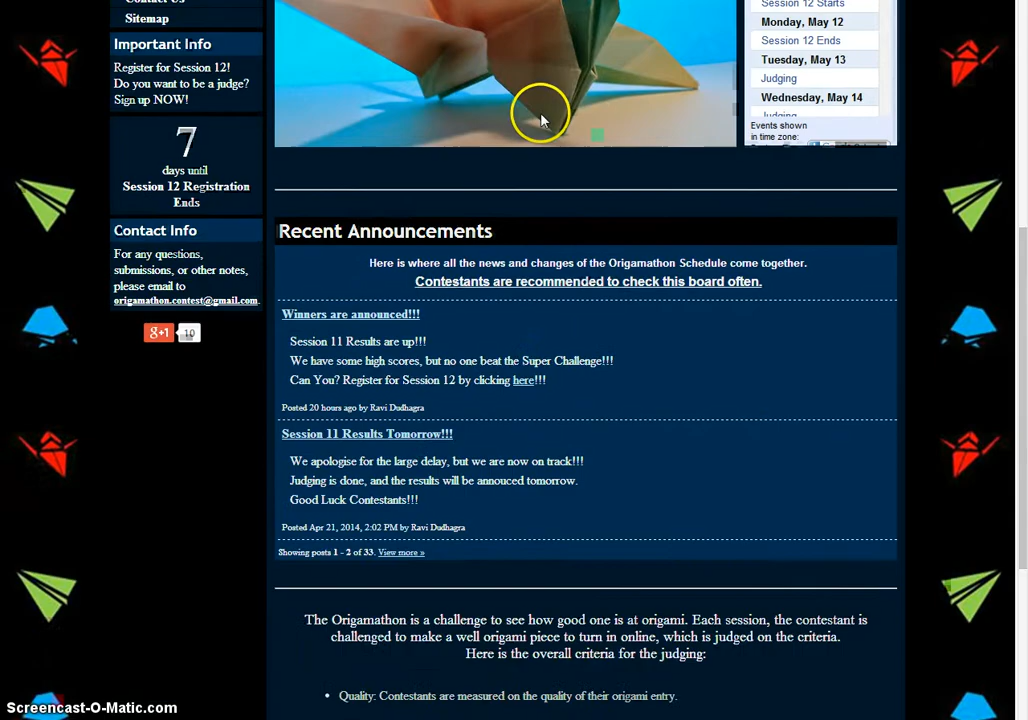 Sitemap
Important Info
Register for Session 12!
Do you want to be a judge?
Sign up NOW!
7
days until
Session 12 Registration
Ends
Contact Info
For any questions,
submissions, or other notes,
please email to
origamathon.contest@gmail.com.
g+1 10
Session 12 Starts
Monday, May 12
Session 12 Ends
Tuesday, May 13
Judging
Wednesday, May 14
Judging
Events shown
in time zone:
Recent Announcements
Here is where all the news and changes of the Origamathon Schedule come together.
Contestants are recommended to check this board often.
Winners are announced!!!
Session 11 Results are up!!!
We have some high scores, but no one beat the Super Challenge!!!
Can You? Register for Session 12 by clicking here!!!
Posted 20 hours ago by Ravi Dudhagra
Session 11 Results Tomorrow!!!
We apologise for the large delay, but we are now on track!!!
Judging is done, and the results will be annouced tomorrow.
Good Luck Contestants!!!
Posted Apr 21, 2014, 2:02 PM by Ravi Dudhagra
Showing posts 1 - 2 of 33. View more »
The Origamathon is a challenge to see how good one is at origami. Each session, the contestant is
challenged to make a well origami piece to turn in online, which is judged on the criteria.
Here is the overall criteria for the judging:
• Quality: Contestants are measured on the quality of their origami entry.
Screencast-O-Matic.com